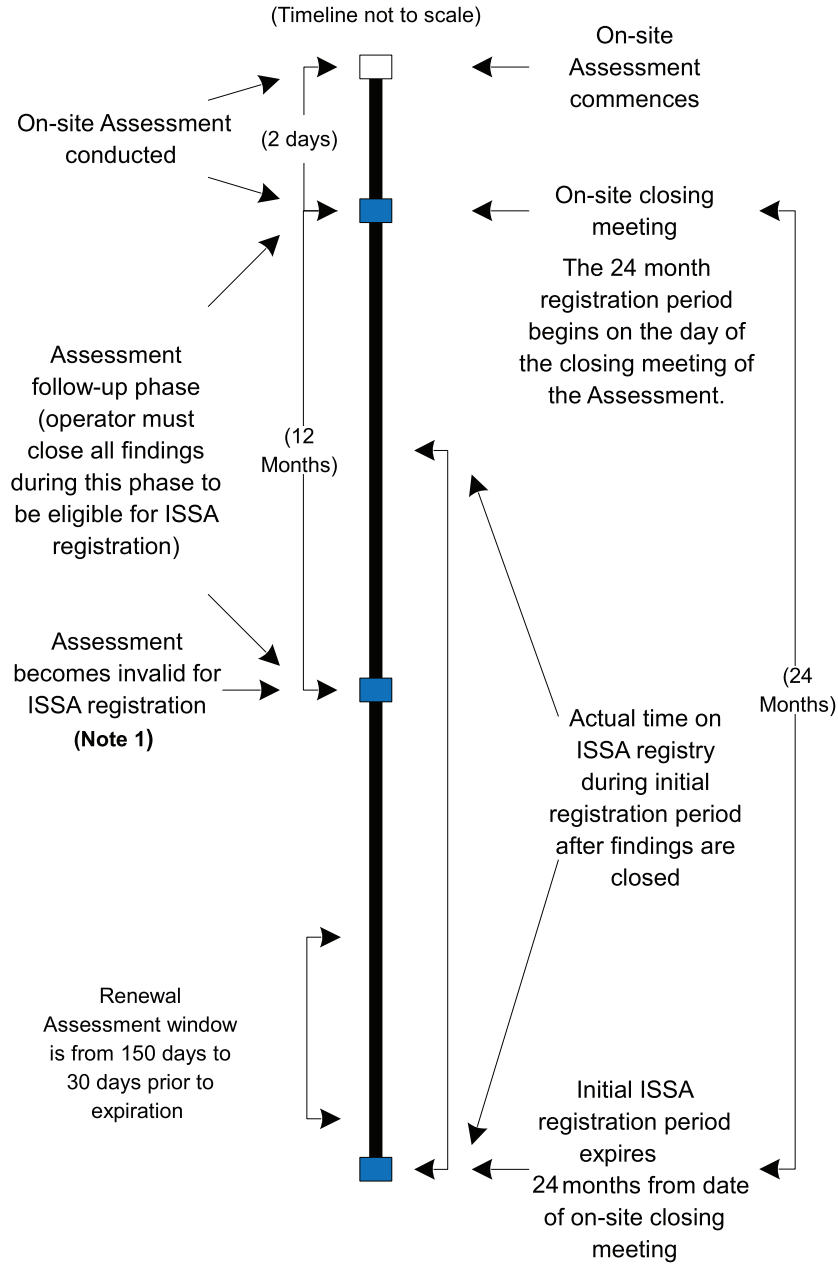 (Timeline not to scale)
On-site
Assessment
commences
On-site Assessment
conducted
(2 days)
On-site closing
meeting
The 24 month
registration period
begins on the day of
the closing meeting of
the Assessment.
Assessment
follow-up phase
(operator must
close all findings
during this phase to
be eligible for ISSA
registration)
(12
Months)
Assessment
becomes invalid for
ISSA registration
(Note 1)
(24
Months)
Actual time on
ISSA registry
during initial
registration period
after findings are
closed
Renewal
Assessment window
is from 150 days to
30 days prior to
expiration
Initial ISSA
registration period
expires
24 months from date
of on-site closing
meeting